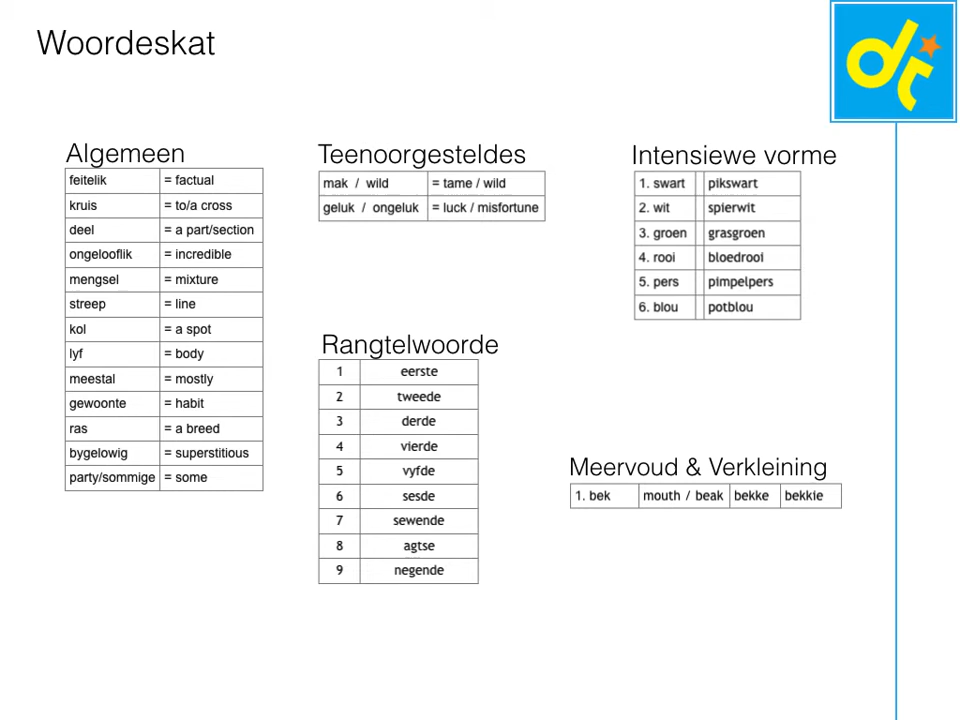 Woordeskat
dit
Algemeen
feitelik = factual
kruis = to/a cross
deel = a part/section
ongelooflik = incredible
mengsel = mixture
streep = line
kol = a spot
lyf = body
meestal = mostly
gewoonte = habit
ras = a breed
bygelowig = superstitious
party/sommige = some
Teenoorgesteldes
mak / wild = tame / wild
geluk / ongeluk = luck / misfortune
Rangtelwoorde
1 eerste
2 tweede
3 derde
4 vierde
5 vyfde
6 sesde
7 sewende
8 agtse
9 negende
Intensiewe vorme
1. swart pikswart
2. wit spierwit
3. groen grasgroen
4. rooi bloedrooi
5. pers pimpelpers
6. blou potblou
Meervoud & Verkleining
1. bek mouth / beak bekke bekkie